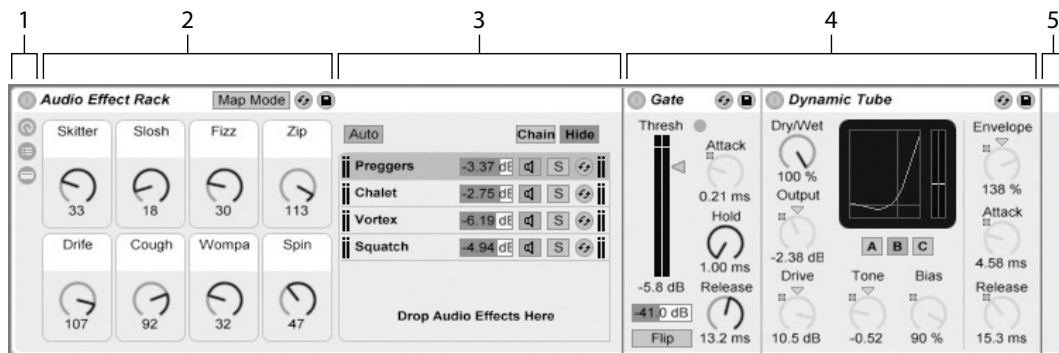 1 2 3 4 5
Audio Effect Rack Map Mode
Skitter Slosh Fizz Zip
33 18 30 113
Drife Cough Wompa Spin
107 92 32 47
Auto Chain Hide
Preggers -3.37 dB S
Chalet -2.75 dB S
Vortex -6.19 dB S
Squatch -4.94 dB S
Drop Audio Effects Here
Gate
Thresh
Attack
0.21 ms
Hold
1.00 ms
-5.8 dB
Release
-41.0 dB
Flip 13.2 ms
Dynamic Tube
Dry/Wet
100 %
Output
-2.38 dB
A B C
Drive Tone Bias
10.5 dB -0.52 90 %
Envelope
138 %
Attack
4.58 ms
Release
15.3 ms